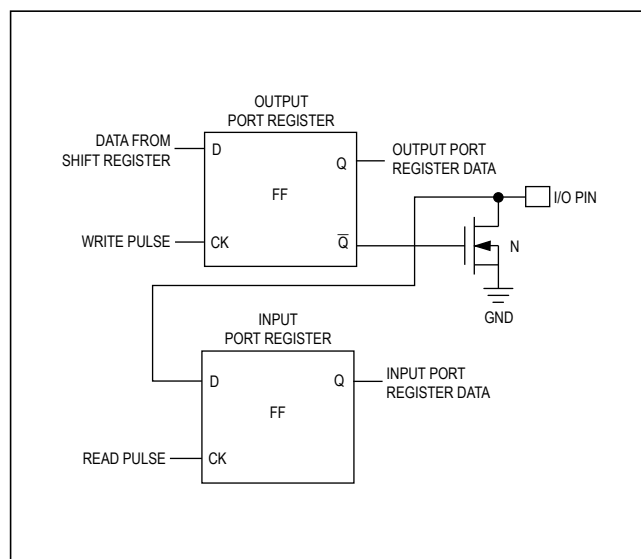 OUTPUT
PORT REGISTER
DATA FROM
SHIFT REGISTER
D
Q
OUTPUT PORT
REGISTER DATA
FF
I/O PIN
WRITE PULSE
CK
Q̅
N
GND
INPUT
PORT REGISTER
D
Q
INPUT PORT
REGISTER DATA
FF
READ PULSE
CK